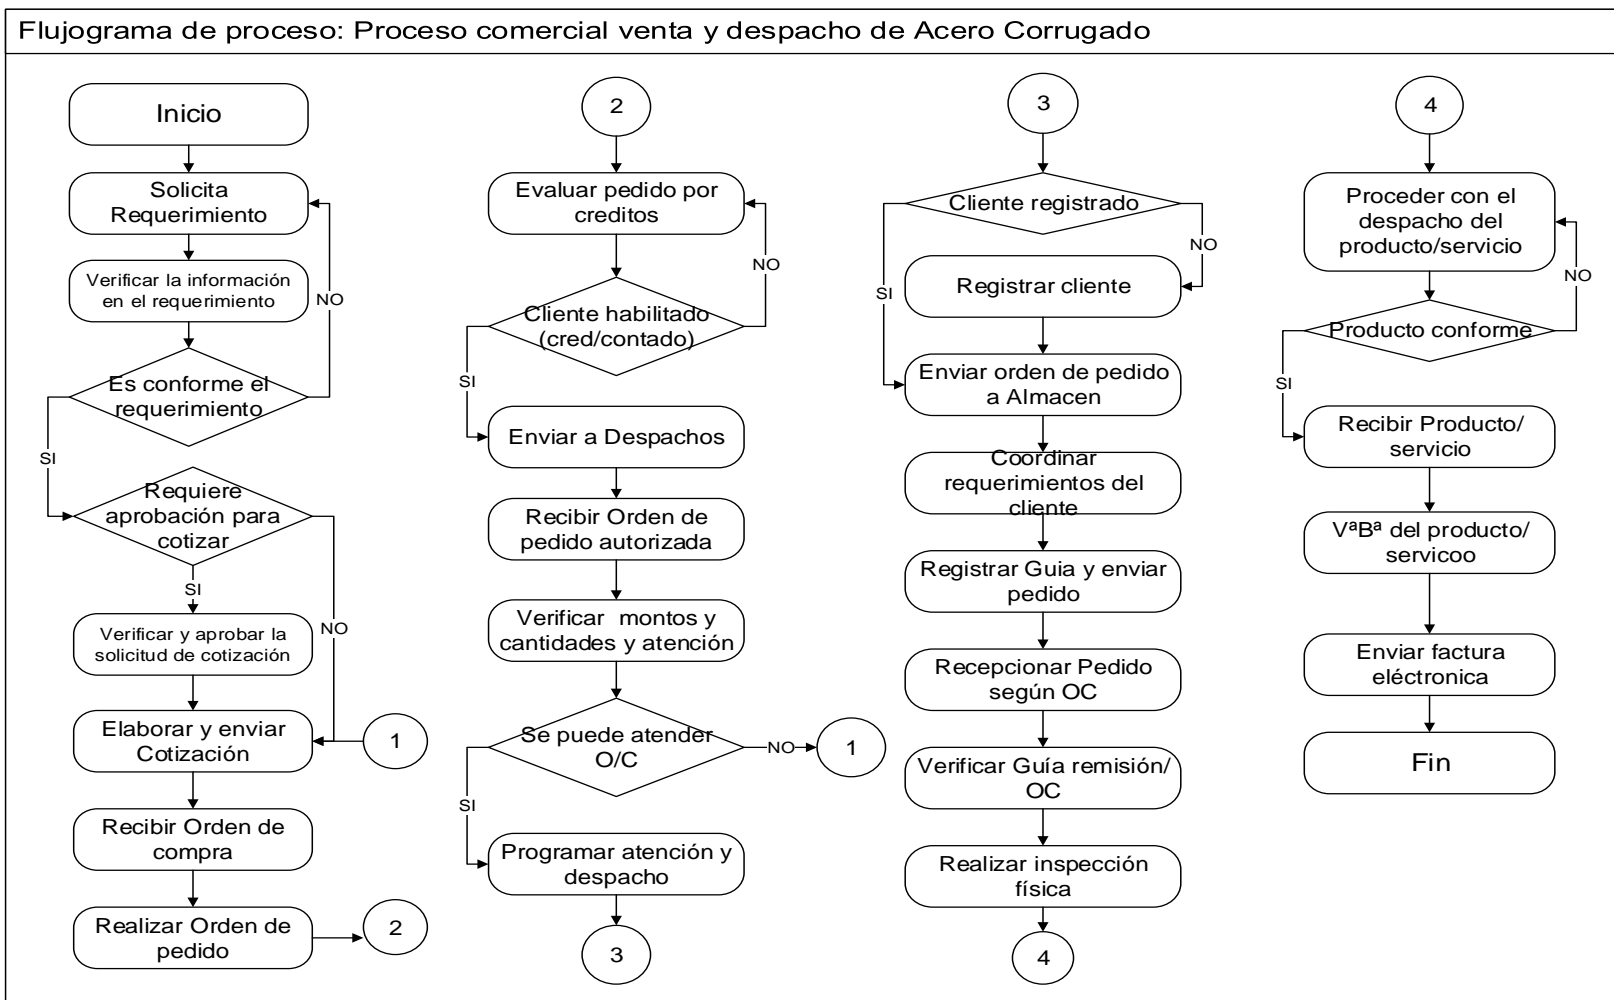 Flujograma de proceso: Proceso comercial venta y despacho de Acero Corrugado
Inicio
Solicita
Requerimiento
Verificar la información
en el requerimiento
NO
Es conforme el
requerimiento
SI
Requiere
aprobación para
cotizar
SI
NO
Verificar y aprobar la
solicitud de cotización
Elaborar y enviar
Cotización
1
Recibir Orden de
compra
Realizar Orden de
pedido
2
2
Evaluar pedido por
creditos
NO
Cliente habilitado
(cred/contado)
SI
Enviar a Despachos
Recibir Orden de
pedido autorizada
Verificar montos y
cantidades y atención
Se puede atender
O/C
NO
1
SI
Programar atención y
despacho
3
3
Cliente registrado
NO
SI
Registrar cliente
Enviar orden de pedido
a Almacen
Coordinar
requerimientos del
cliente
Registrar Guia y enviar
pedido
Recepcionar Pedido
según OC
Verificar Guía remisión/
OC
Realizar inspección
física
4
4
Proceder con el
despacho del
producto/servicio
NO
Producto conforme
SI
Recibir Producto/
servicio
VªBª del producto/
servicoo
Enviar factura
eléctronica
Fin